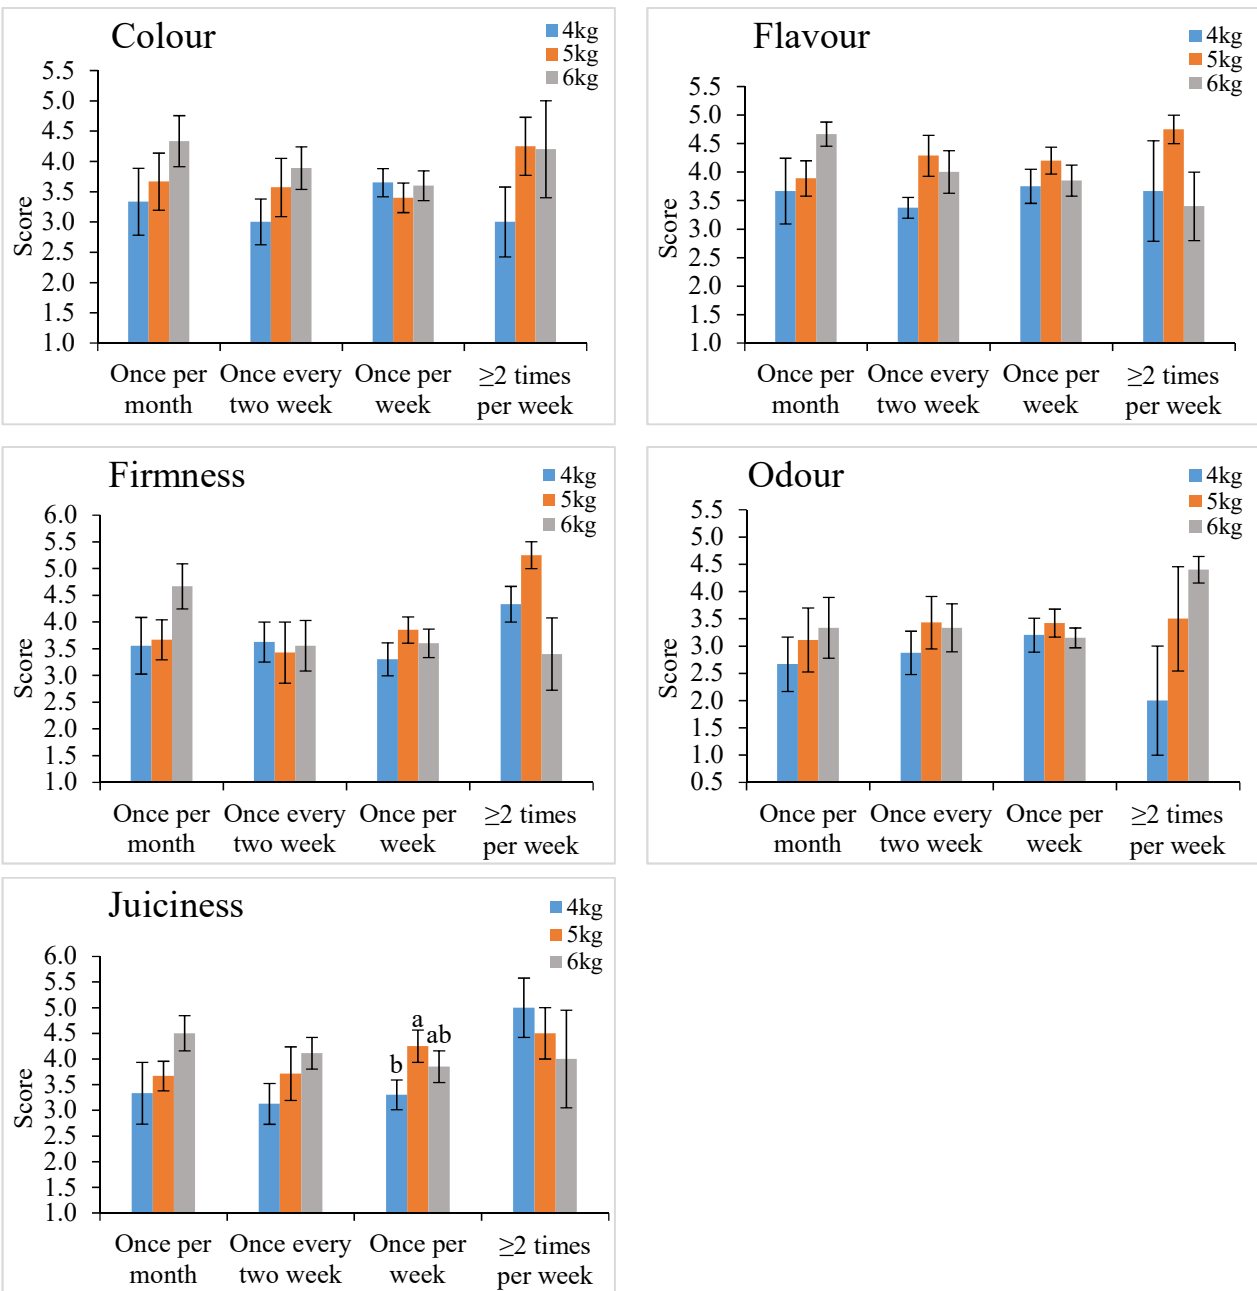 Colour
4kg
5kg
6kg
5.5
5.0
4.5
4.0
3.5
3.0
2.5
2.0
1.5
1.0
Score
Once per month
Once every two week
Once per week
≥2 times per week
Flavour
4kg
5kg
6kg
5.5
5.0
4.5
4.0
3.5
3.0
2.5
2.0
1.5
1.0
Score
Once per month
Once every two week
Once per week
≥2 times per week
Firmness
4kg
5kg
6kg
6.0
5.5
5.0
4.5
4.0
3.5
3.0
2.5
2.0
1.5
1.0
Score
Once per month
Once every two week
Once per week
≥2 times per week
Odour
4kg
5kg
6kg
5.5
5.0
4.5
4.0
3.5
3.0
2.5
2.0
1.5
1.0
0.5
Score
Once per month
Once every two week
Once per week
≥2 times per week
Juiciness
4kg
5kg
6kg
6.0
5.5
5.0
4.5
4.0
3.5
3.0
2.5
2.0
1.5
1.0
Score
b
a
ab
Once per month
Once every two week
Once per week
≥2 times per week